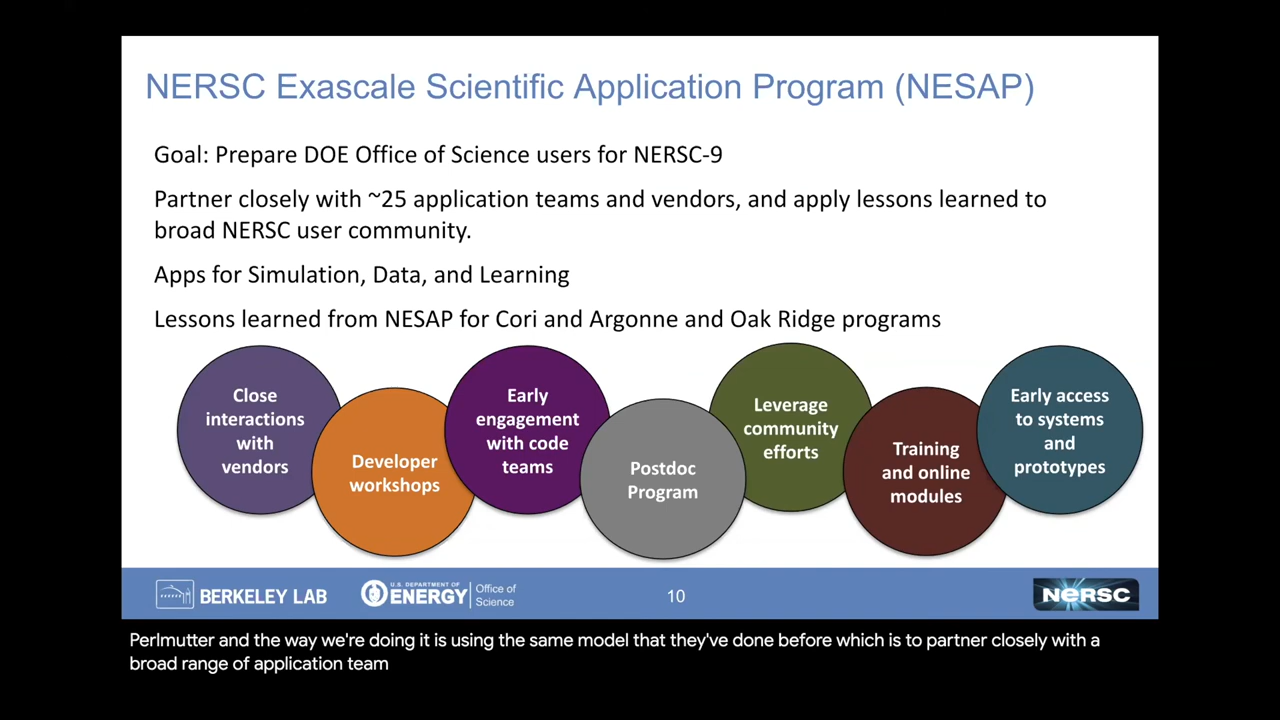 NERSC Exascale Scientific Application Program (NESAP)
Goal: Prepare DOE Office of Science users for NERSC-9
Partner closely with ~25 application teams and vendors, and apply lessons learned to
broad NERSC user community.
Apps for Simulation, Data, and Learning
Lessons learned from NESAP for Cori and Argonne and Oak Ridge programs
Close
interactions
with
vendors
Developer
workshops
Early
engagement
with code
teams
Postdoc
Program
Leverage
community
efforts
Training
and online
modules
Early access
to systems
and
prototypes
BERKELEY LAB
U.S. DEPARTMENT OF
ENERGY
Office of
Science
10
NERSC
Perlmutter and the way we're doing it is using the same model that they've done before which is to partner closely with a
broad range of application team